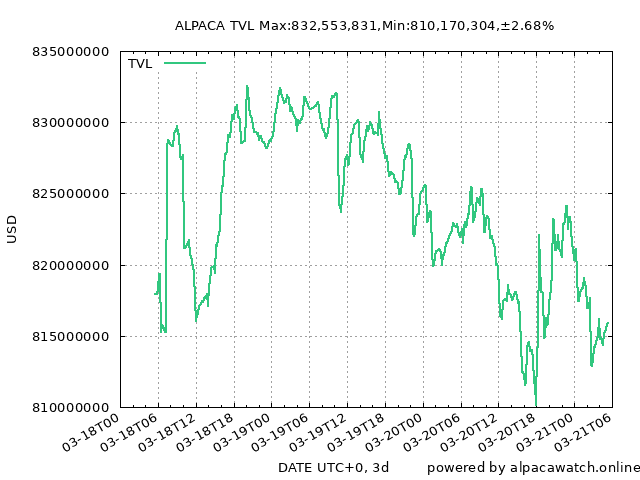 ALPACA TVL Max:832,553,831,Min:810,170,304,±2.68%
TVL
835000000
830000000
825000000
820000000
815000000
810000000
USD
03-18T00
03-18T06
03-18T12
03-18T18
03-19T00
03-19T06
03-19T12
03-19T18
03-20T00
03-20T06
03-20T12
03-20T18
03-21T00
03-21T06
DATE UTC+0, 3d
powered by alpacawatch.online